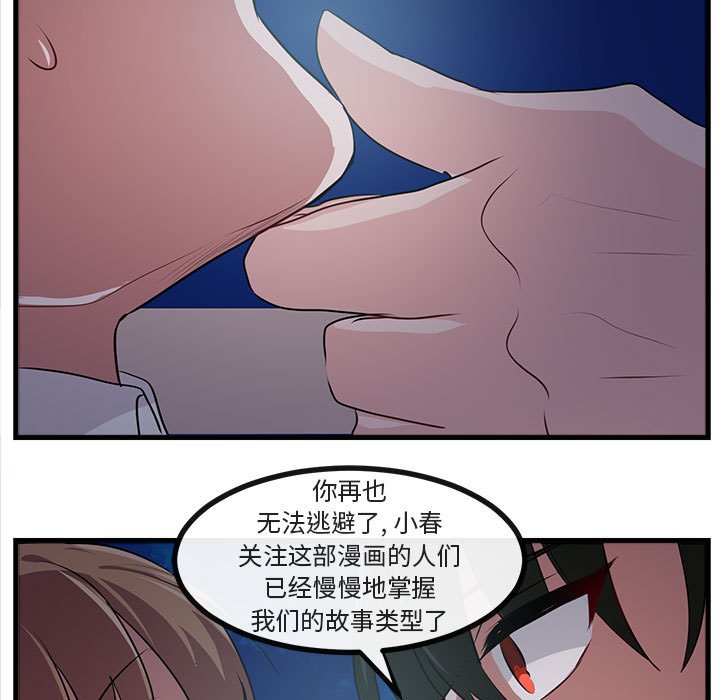 你再也
无法逃避了, 小春
关注这部漫画的人们
已经慢慢地掌握
我们的故事类型了